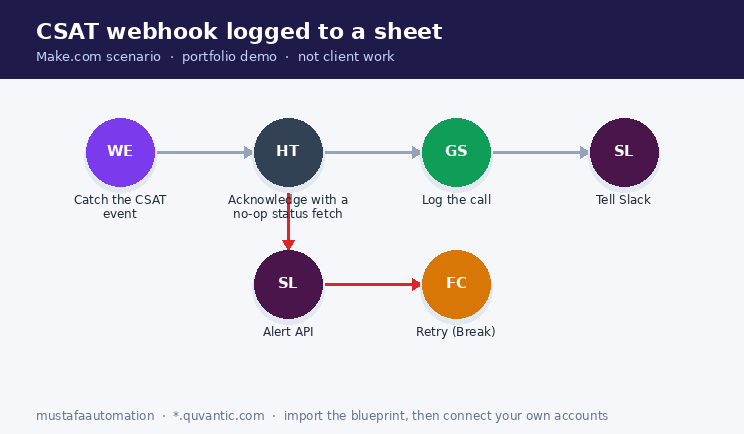 CSAT webhook logged to a sheet
Make.com scenario · portfolio demo · not client work
WE
HT
GS
SL
Catch the CSAT
event
Acknowledge with a
no-op status fetch
Log the call
Tell Slack
SL
FC
Alert API
Retry (Break)
mustafaautomation · *.quvantic.com · import the blueprint, then connect your own accounts